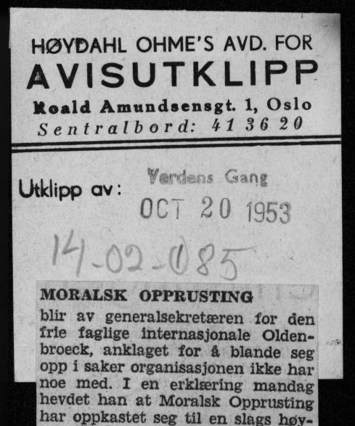 HØYDAHL OHME'S AVD. FOR
AVISUTKLIPP
Roald Amundsensgt. 1, Oslo
Sentralbord: 41 36 20
Utklipp av: Verdens Gang
OCT 20 1953
14-02-085
MORALSK OPPRUSTING
blir av generalsekretæren for den
frie faglige internasjonale Olden-
broeck, anklaget for å blande seg
opp i saker organisasjonen ikke har
noe med. I en erklæring mandag
hevdet han at Moralsk Opprusting
har oppkastet seg til en slags høy-